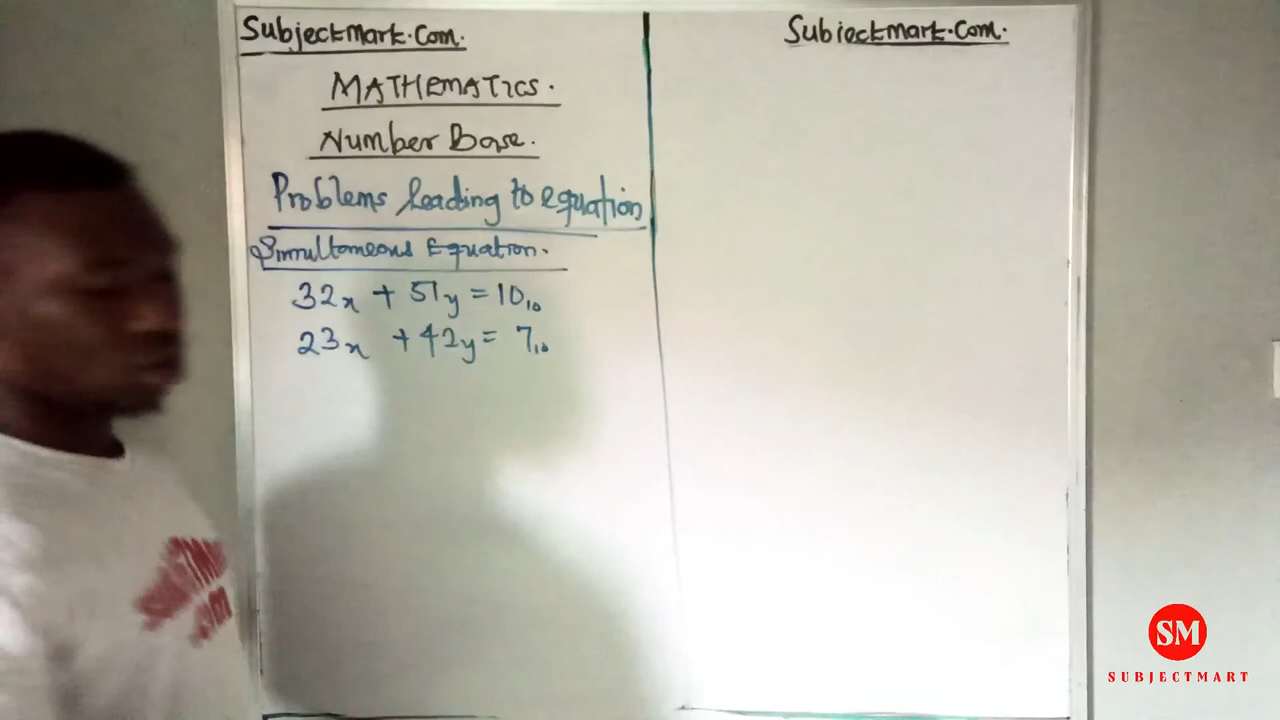 Subjectmark.Com.
MATHEMATICS.
Number Base.
Problems leading to equation
Simultaneous Equation.
32x + 51y = 10₁₀
23x + 42y = 7₁₀
Subjectmark.Com.
SM
SUBJECTMART